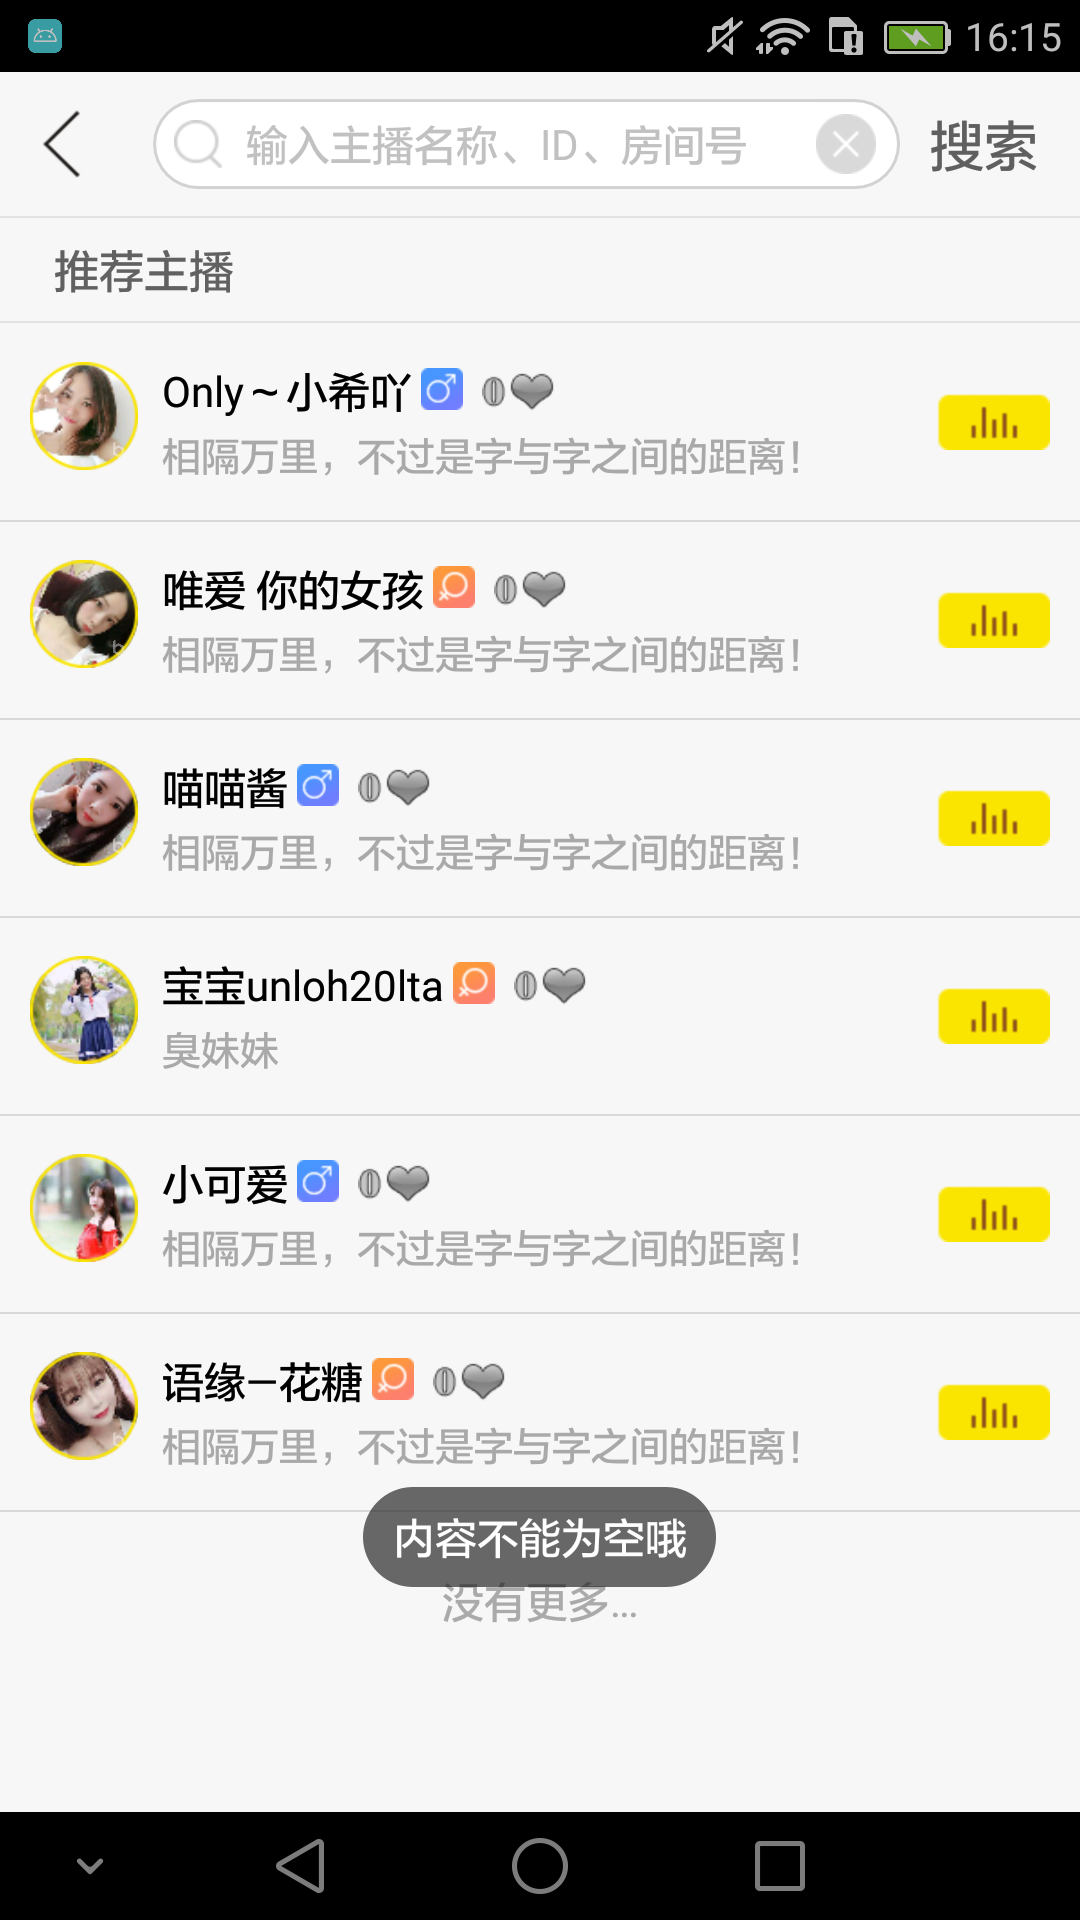 16:15
输入主播名称、ID、房间号
搜索
推荐主播
Only～小希吖 0
相隔万里，不过是字与字之间的距离！
唯爱 你的女孩 0
相隔万里，不过是字与字之间的距离！
喵喵酱 0
相隔万里，不过是字与字之间的距离！
宝宝unloh20lta 0
臭妹妹
小可爱 0
相隔万里，不过是字与字之间的距离！
语缘—花糖 0
相隔万里，不过是字与字之间的距离！
内容不能为空哦
没有更多...